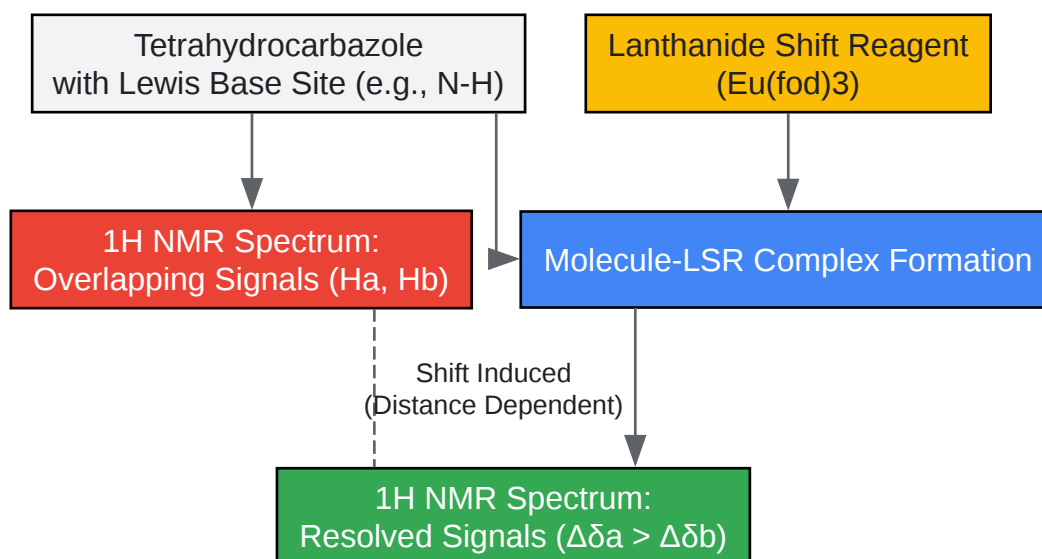 Tetrahydrocarbazole
with Lewis Base Site (e.g., N-H)
Lanthanide Shift Reagent
(Eu(fod)3)
1H NMR Spectrum:
Overlapping Signals (Ha, Hb)
Molecule-LSR Complex Formation
Shift Induced
(Distance Dependent)
1H NMR Spectrum:
Resolved Signals (Δδa > Δδb)